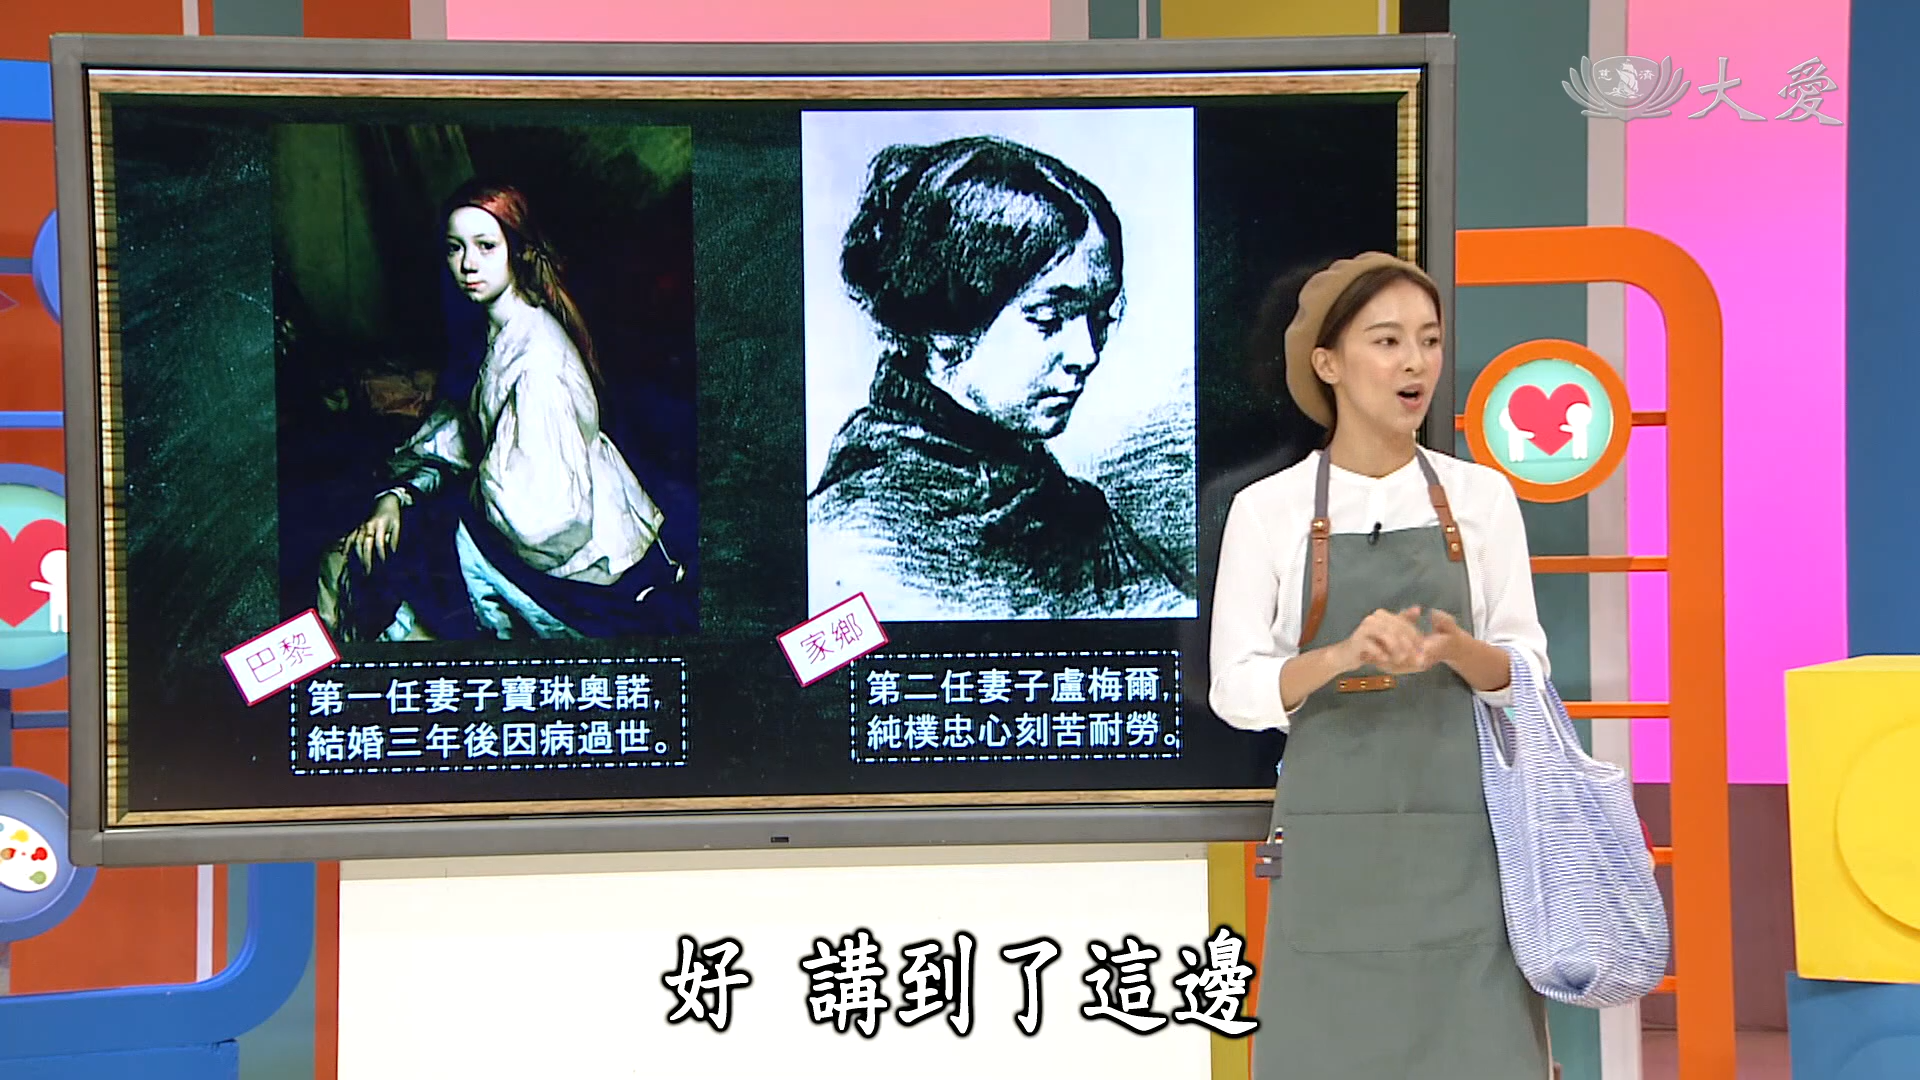 慈濟
大愛
巴黎
第一任妻子寶琳奧諾,
結婚三年後因病過世。
家鄉
第二任妻子盧梅爾,
純樸忠心刻苦耐勞。
好 講到了這邊